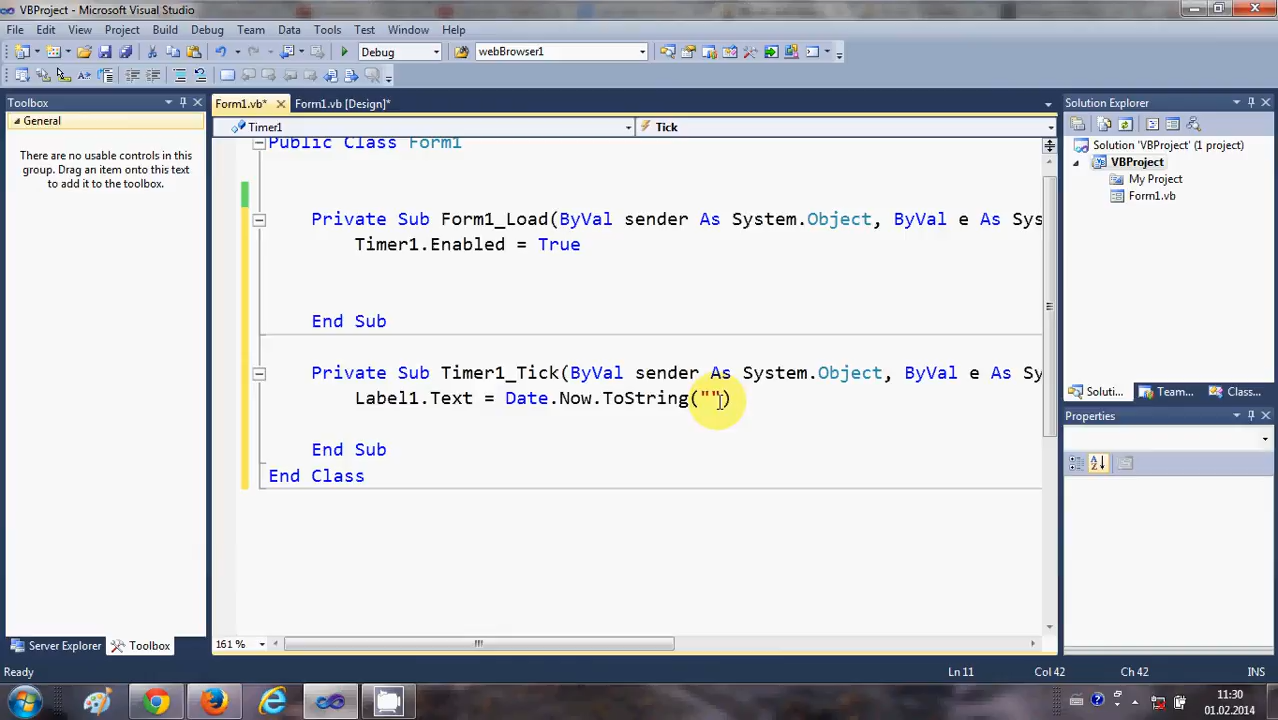 VBProject - Microsoft Visual Studio
File Edit View Project Build Debug Team Data Tools Test Window Help
Debug webBrowser1
Toolbox
General
There are no usable controls in this
group. Drag an item onto this text
to add it to the toolbox.
Server Explorer Toolbox
Form1.vb* Form1.vb [Design]*
Timer1 Tick
Public Class Form1
Private Sub Form1_Load(ByVal sender As System.Object, ByVal e As Sys
Timer1.Enabled = True
End Sub
Private Sub Timer1_Tick(ByVal sender As System.Object, ByVal e As Sy
Label1.Text = Date.Now.ToString("")
End Sub
End Class
161 %
Solution Explorer
Solution 'VBProject' (1 project)
VBProject
My Project
Form1.vb
Soluti... Team... Class...
Properties
Ready Ln 11 Col 42 Ch 42 INS
11:30
01.02.2014